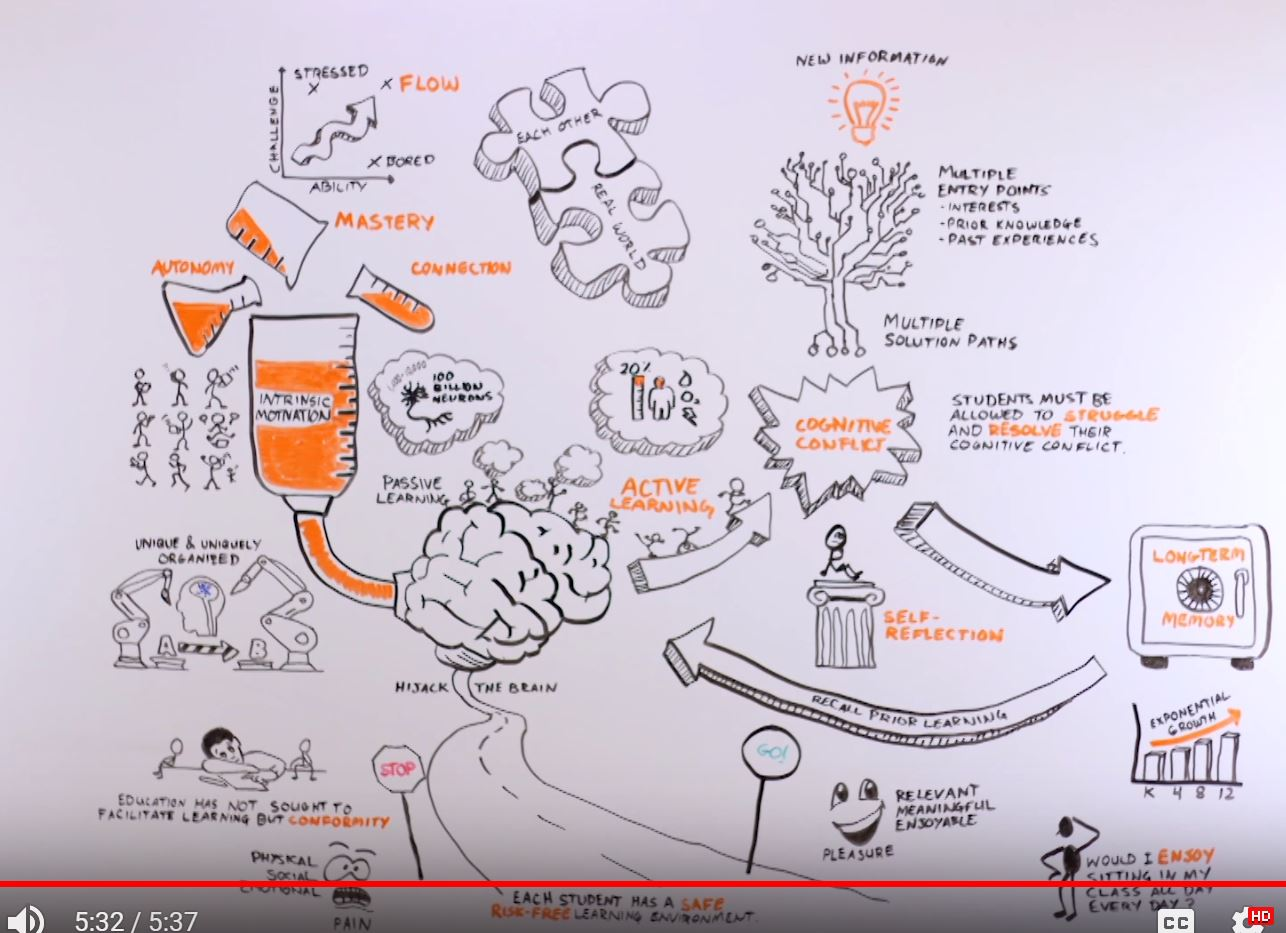 STRESSED
FLOW
CHALLENGE
BORED
ABILITY
MASTERY
AUTONOMY
CONNECTION
EACH OTHER
REAL WORLD
NEW INFORMATION
MULTIPLE
ENTRY POINTS
-INTERESTS
-PRIOR KNOWLEDGE
-PAST EXPERIENCES
MULTIPLE
SOLUTION PATHS
INTRINSIC
MOTIVATION
100
BILLION
NEURONS
20%
O₂
COGNITIVE
CONFLICT
STUDENTS MUST BE
ALLOWED TO STRUGGLE
AND RESOLVE THEIR
COGNITIVE CONFLICT.
PASSIVE
LEARNING
ACTIVE
LEARNING
UNIQUE & UNIQUELY
ORGANIZED
A
B
LONGTERM
MEMORY
SELF-
REFLECTION
HIJACK THE BRAIN
RECALL PRIOR LEARNING
EXPONENTIAL
GROWTH
K 4 8 12
STOP
GO!
EDUCATION HAS NOT SOUGHT TO
FACILITATE LEARNING BUT CONFORMITY
RELEVANT
MEANINGFUL
ENJOYABLE
PLEASURE
PHYSICAL
SOCIAL
EMOTIONAL
PAIN
EACH STUDENT HAS A SAFE
RISK-FREE LEARNING ENVIRONMENT.
WOULD I ENJOY
SITTING IN MY
CLASS ALL DAY
EVERY DAY?
5:32 / 5:37
CC
HD